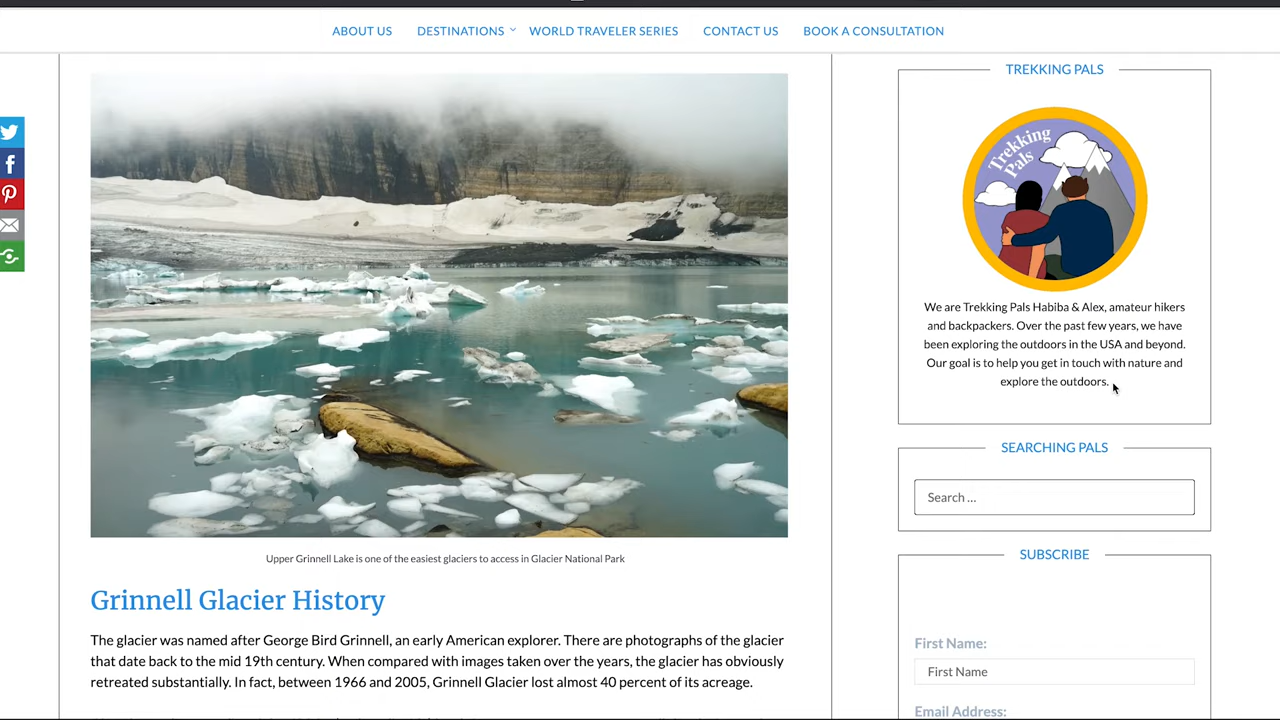 ABOUT US DESTINATIONS WORLD TRAVELER SERIES CONTACT US BOOK A CONSULTATION
Upper Grinnell Lake is one of the easiest glaciers to access in Glacier National Park
Grinnell Glacier History
The glacier was named after George Bird Grinnell, an early American explorer. There are photographs of the glacier
that date back to the mid 19th century. When compared with images taken over the years, the glacier has obviously
retreated substantially. In fact, between 1966 and 2005, Grinnell Glacier lost almost 40 percent of its acreage.
TREKKING PALS
Trekking
Pals
We are Trekking Pals Habiba & Alex, amateur hikers
and backpackers. Over the past few years, we have
been exploring the outdoors in the USA and beyond.
Our goal is to help you get in touch with nature and
explore the outdoors.
SEARCHING PALS
Search ...
SUBSCRIBE
First Name:
First Name
Email Address: